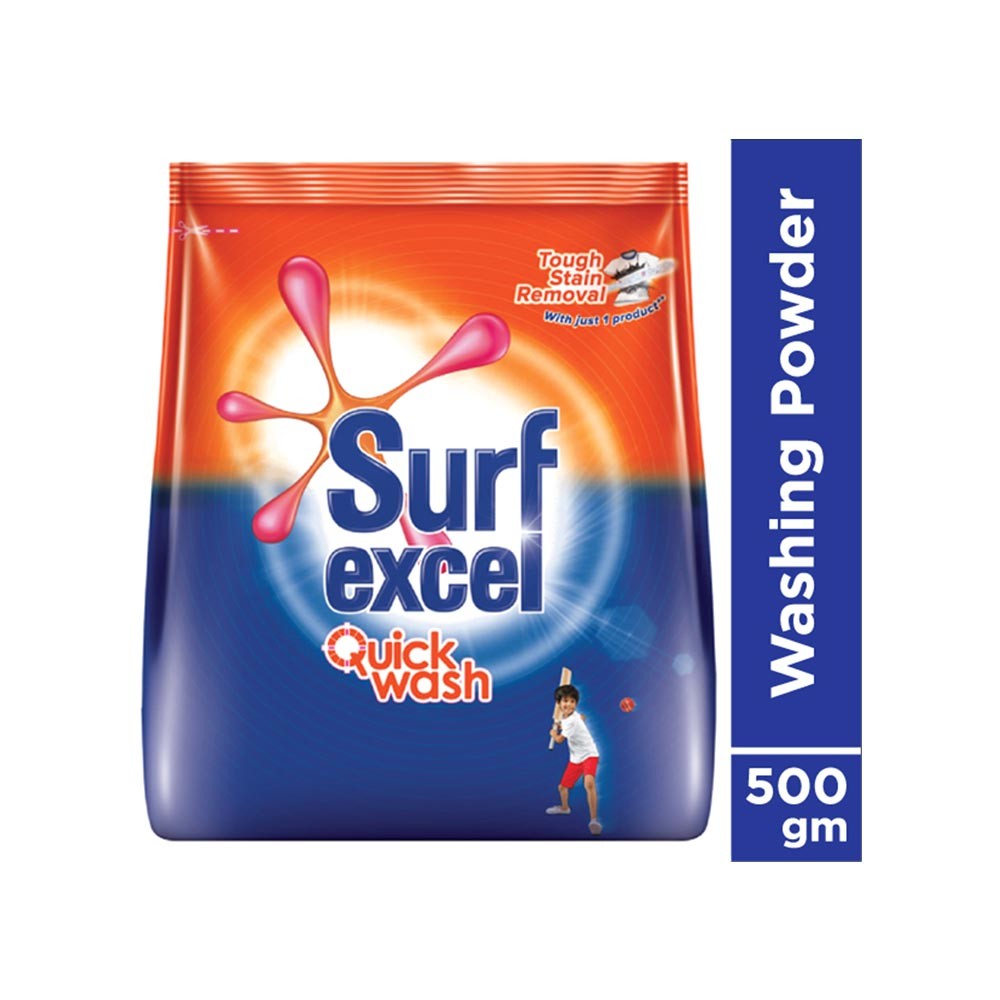 Tough
Stain
Removal
With just 1 product**
Surf
excel
Quick
wash
Washing Powder
500
gm